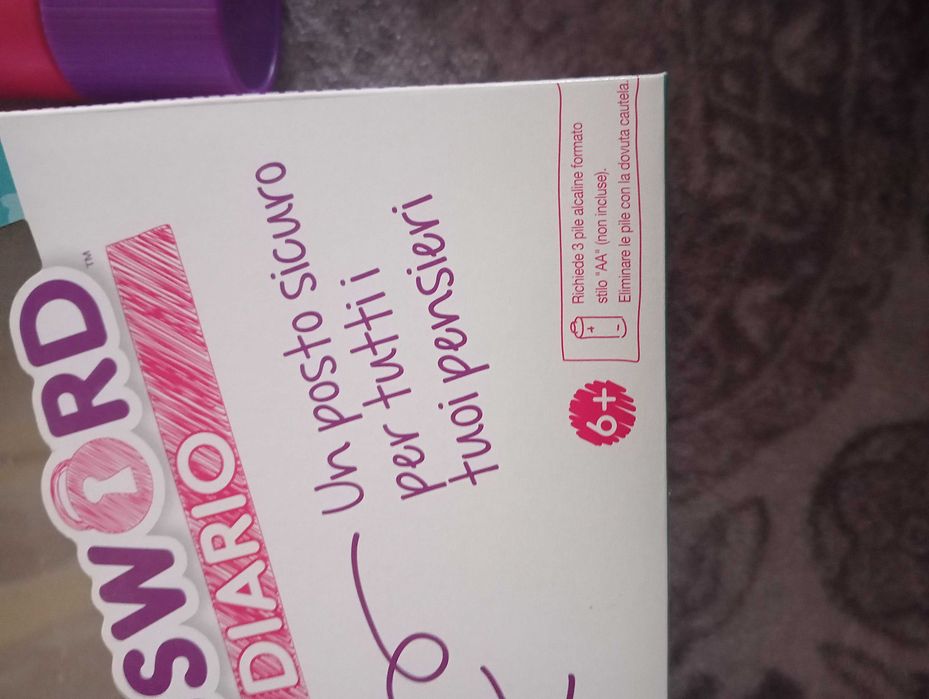 SWORD™
DIARIO
Un posto sicuro
per tutti i
tuoi pensieri
6+
Richiede 3 pile alcaline formato
stilo "AA" (non incluse).
Eliminare le pile con la dovuta cautela.